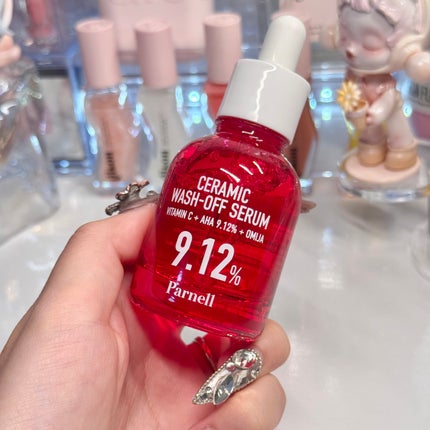 CERAMIC
WASH-OFF SERUM
VITAMIN C + AHA 9.12% + OMIJA
9.12%
Parnell